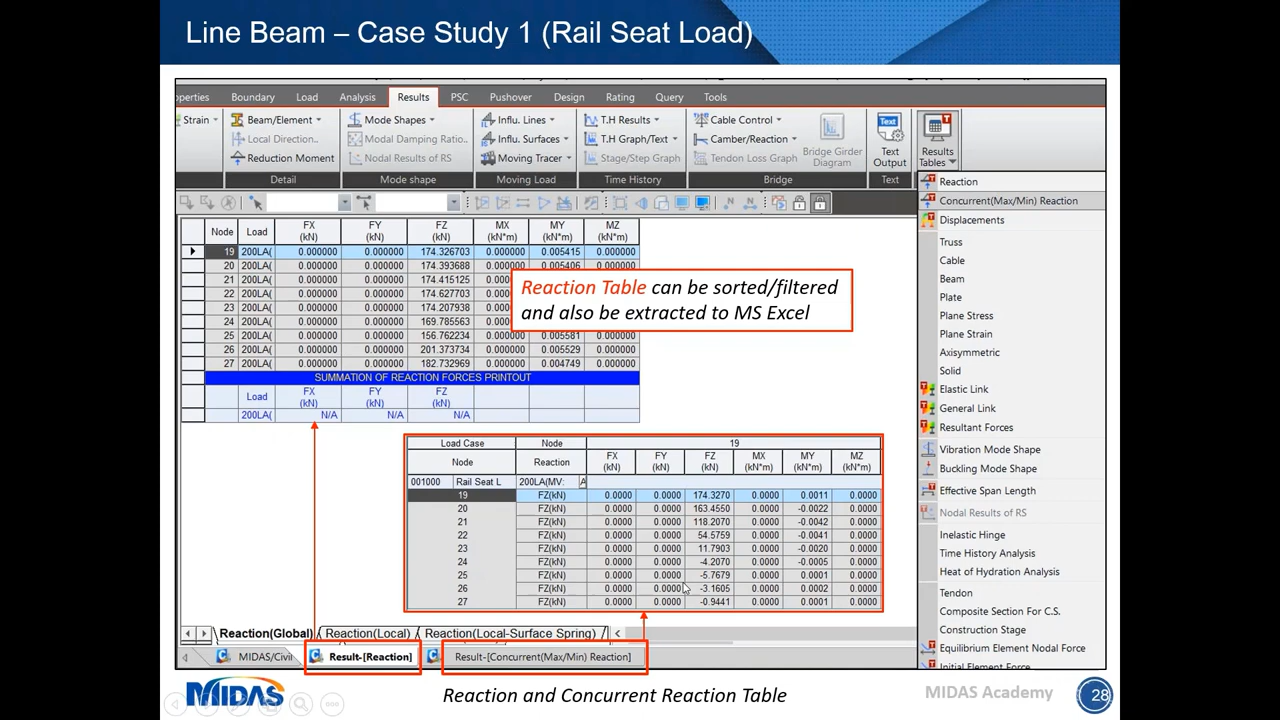 Line Beam – Case Study 1 (Rail Seat Load)
operties Boundary Load Analysis Results PSC Pushover Design Rating Query Tools
Strain Beam/Element Mode Shapes Influ. Lines T.H Results Cable Control
Local Direction.. Modal Damping Ratio.. Influ. Surfaces T.H Graph/Text Camber/Reaction
Reduction Moment Nodal Results of RS Moving Tracer Stage/Step Graph Tendon Loss Graph
Bridge Girder Diagram
Text Output
Results Tables
Detail Mode shape Moving Load Time History Bridge Text
Node Load FX (kN) FY (kN) FZ (kN) MX (kN*m) MY (kN*m) MZ (kN*m)
19 200LA( 0.000000 0.000000 174.326703 0.000000 0.005415 0.000000
20 200LA( 0.000000 0.000000 174.393688 0.000000 0.005406 0.000000
21 200LA( 0.000000 0.000000 174.415125
22 200LA( 0.000000 0.000000 174.627703
23 200LA( 0.000000 0.000000 174.207938
24 200LA( 0.000000 0.000000 169.785563
25 200LA( 0.000000 0.000000 156.762234 0.000000 0.005581 0.000000
26 200LA( 0.000000 0.000000 201.373734 0.000000 0.005529 0.000000
27 200LA( 0.000000 0.000000 182.732969 0.000000 0.004749 0.000000
SUMMATION OF REACTION FORCES PRINTOUT
Load FX (kN) FY (kN) FZ (kN)
200LA( N/A N/A N/A
Reaction Table can be sorted/filtered
and also be extracted to MS Excel
Load Case Node 19
Node Reaction FX (kN) FY (kN) FZ (kN) MX (kN*m) MY (kN*m) MZ (kN*m)
001000 Rail Seat L 200LA(MV: A
19 FZ(kN) 0.0000 0.0000 174.3270 0.0000 0.0011 0.0000
20 FZ(kN) 0.0000 0.0000 163.4550 0.0000 -0.0022 0.0000
21 FZ(kN) 0.0000 0.0000 118.2070 0.0000 -0.0042 0.0000
22 FZ(kN) 0.0000 0.0000 54.5759 0.0000 -0.0041 0.0000
23 FZ(kN) 0.0000 0.0000 11.7903 0.0000 -0.0020 0.0000
24 FZ(kN) 0.0000 0.0000 -4.2070 0.0000 -0.0005 0.0000
25 FZ(kN) 0.0000 0.0000 -5.7679 0.0000 0.0001 0.0000
26 FZ(kN) 0.0000 0.0000 -3.1605 0.0000 0.0002 0.0000
27 FZ(kN) 0.0000 0.0000 -0.9441 0.0000 0.0001 0.0000
Reaction
Concurrent(Max/Min) Reaction
Displacements
Truss
Cable
Beam
Plate
Plane Stress
Plane Strain
Axisymmetric
Solid
Elastic Link
General Link
Resultant Forces
Vibration Mode Shape
Buckling Mode Shape
Effective Span Length
Nodal Results of RS
Inelastic Hinge
Time History Analysis
Heat of Hydration Analysis
Tendon
Composite Section For C.S.
Construction Stage
Equilibrium Element Nodal Force
Initial Element Force
Reaction(Global) Reaction(Local) Reaction(Local-Surface Spring)
MIDAS/Civil Result-[Reaction] Result-[Concurrent(Max/Min) Reaction]
MIDAS
Reaction and Concurrent Reaction Table
MIDAS Academy
28